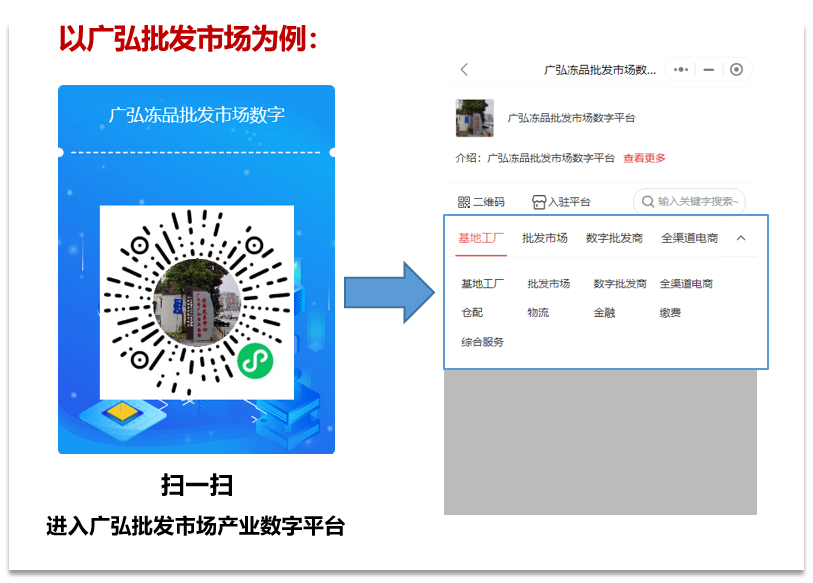 以广弘批发市场为例：
广弘冻品批发市场数字
扫一扫
进入广弘批发市场产业数字平台
广弘冻品批发市场数...
广弘冻品批发市场数字平台
介绍：广弘冻品批发市场数字平台 查看更多
二维码 入驻平台 输入关键字搜索~
基地工厂 批发市场 数字批发商 全渠道电商
基地工厂 批发市场 数字批发商 全渠道电商
仓配 物流 金融 缴费
综合服务